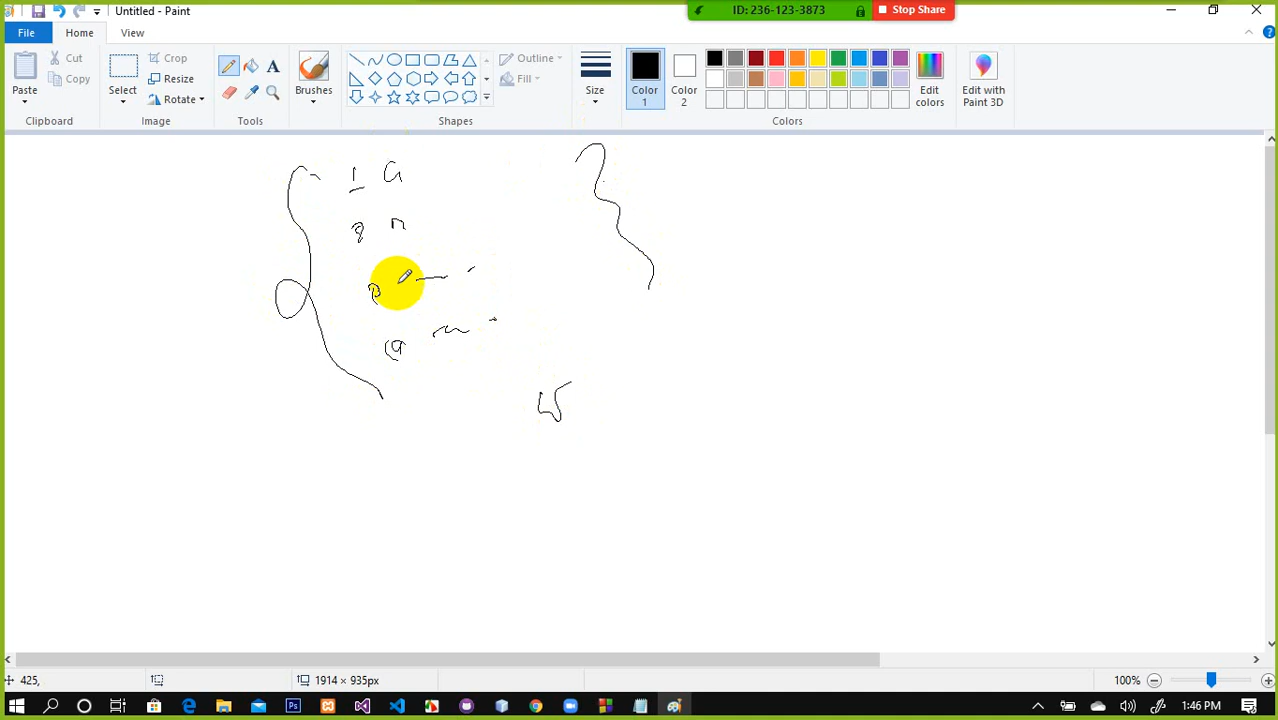 Untitled - Paint
ID: 236-123-3873
Stop Share
File
Home
View
Paste
Cut
Copy
Clipboard
Select
Crop
Resize
Rotate
Image
Tools
Brushes
Shapes
Outline
Fill
Size
Color 1
Color 2
Colors
Edit colors
Edit with Paint 3D
1 a
425,
1914 × 935px
100%
1:46 PM